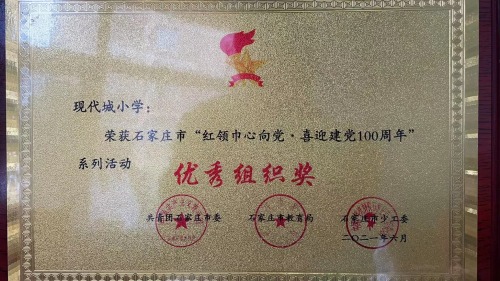 现代城小学：
荣获石家庄市“红领巾心向党·喜迎建党100周年”
系列活动
优秀组织奖
共青团石家庄市委 石家庄市教育局 石家庄市少工委
二〇二一年六月